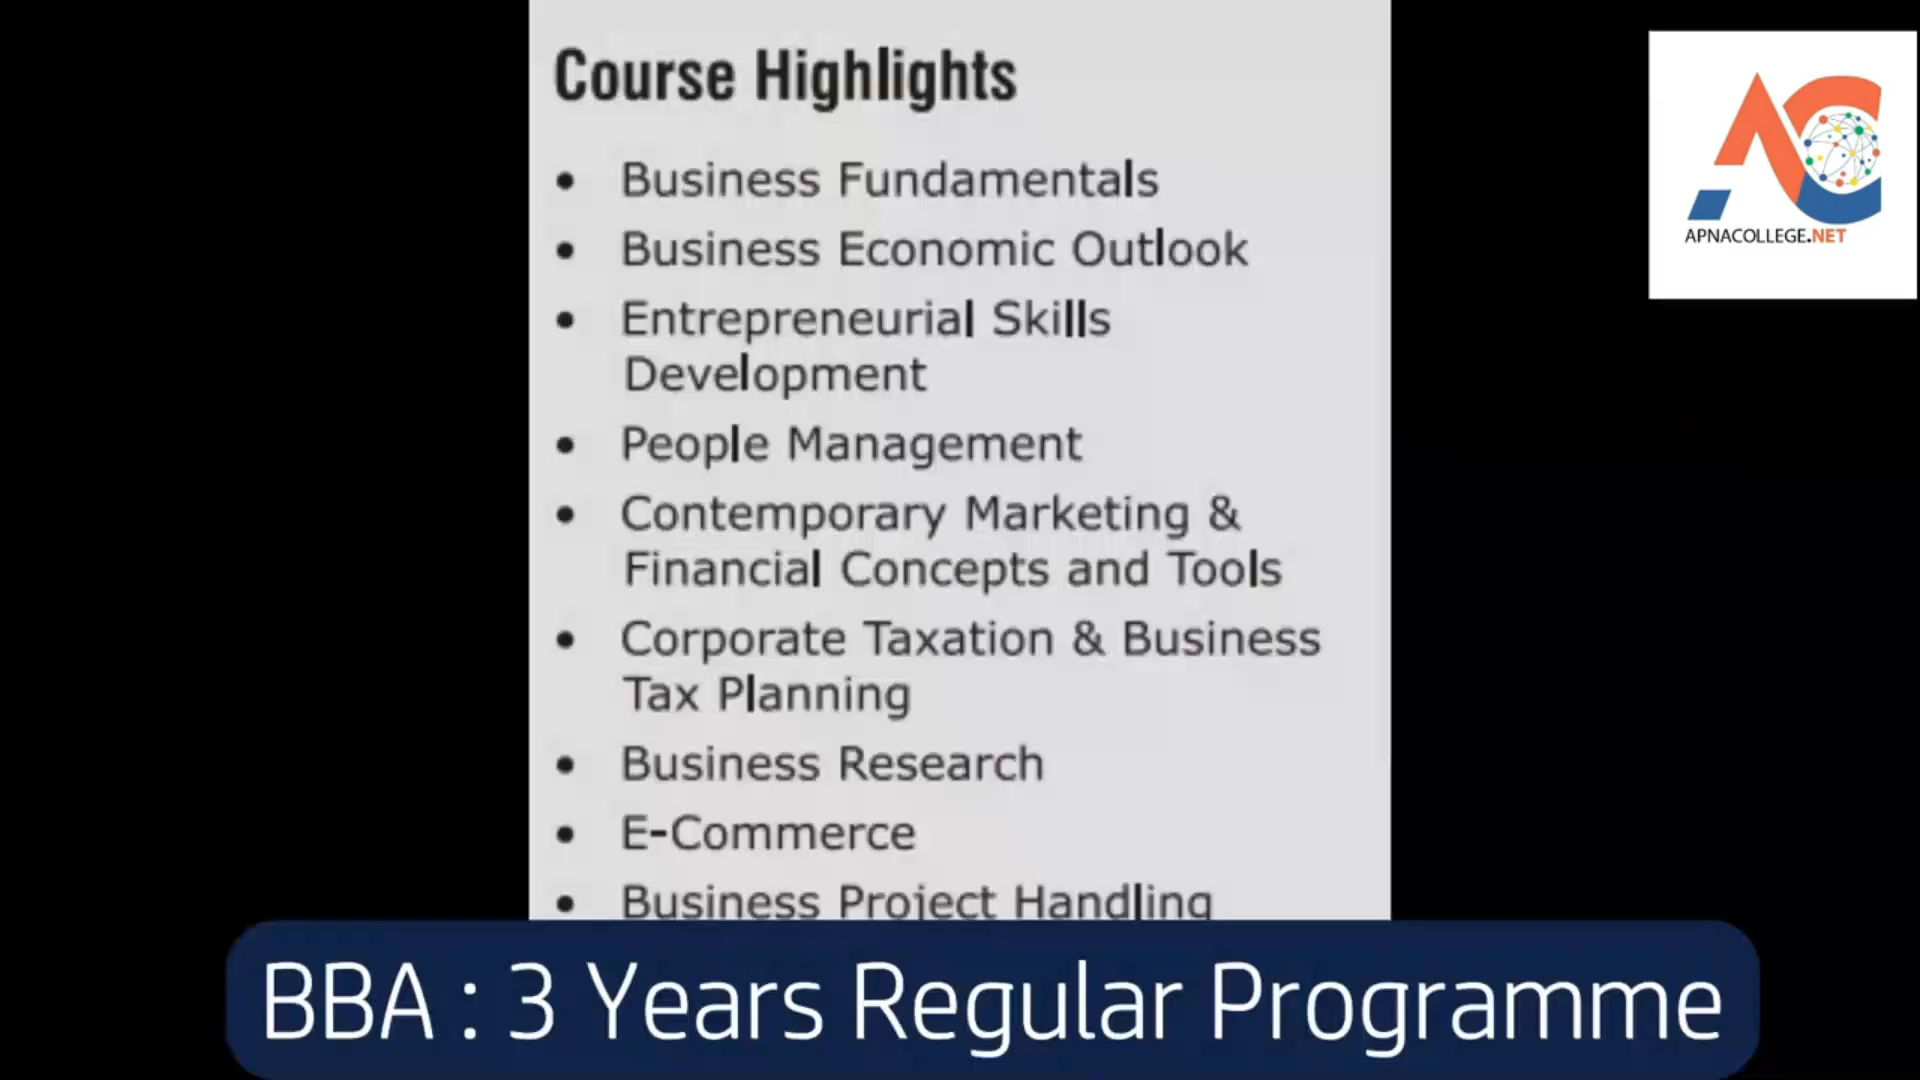 Course Highlights
• Business Fundamentals
• Business Economic Outlook
• Entrepreneurial Skills
Development
• People Management
• Contemporary Marketing &
Financial Concepts and Tools
• Corporate Taxation & Business
Tax Planning
• Business Research
• E-Commerce
• Business Project Handling
APNACOLLEGE.NET
BBA : 3 Years Regular Programme